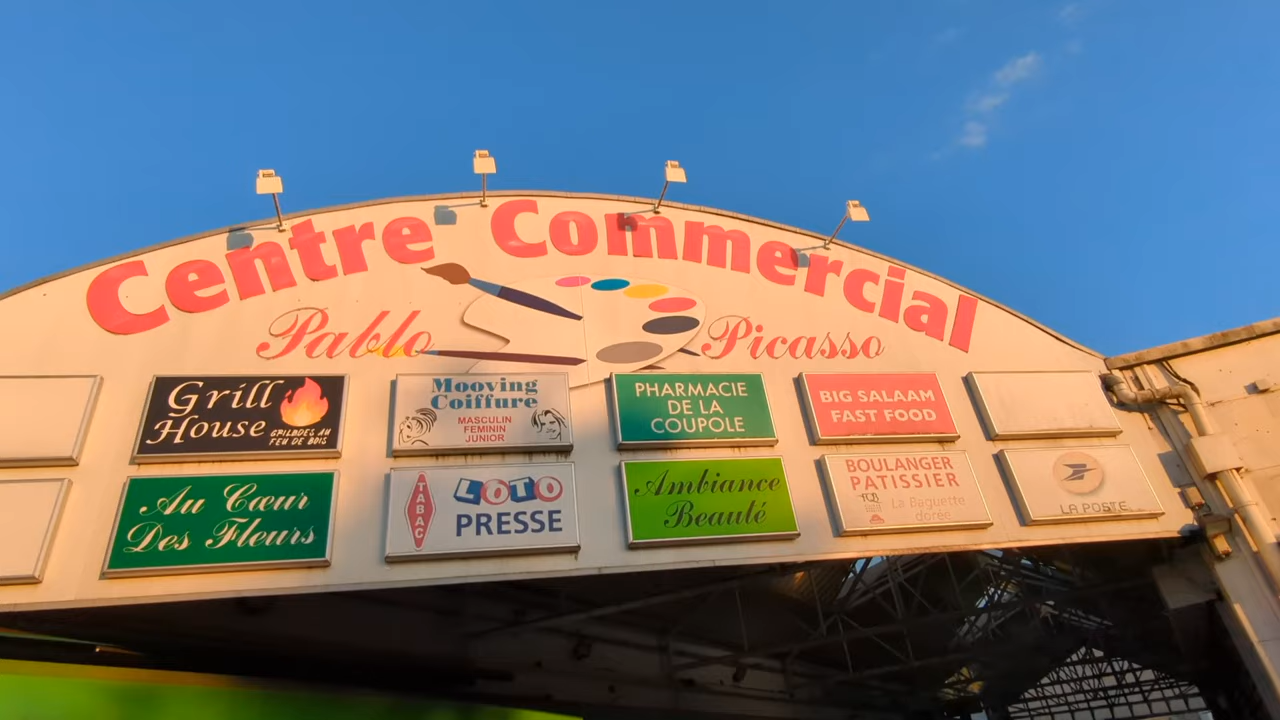 Centre Commercial
Pablo Picasso
Grill
House
GRILADES AU
FEU DE BOIS
Mooving
Coiffure
MASCULIN
FEMININ
JUNIOR
PHARMACIE
DE LA
COUPOLE
BIG SALAAM
FAST FOOD
Au Cœur
Des Fleurs
TABAC
LOTO
PRESSE
Ambiance
Beauté
BOULANGER
PATISSIER
La Baguette
dorée
LA POSTE